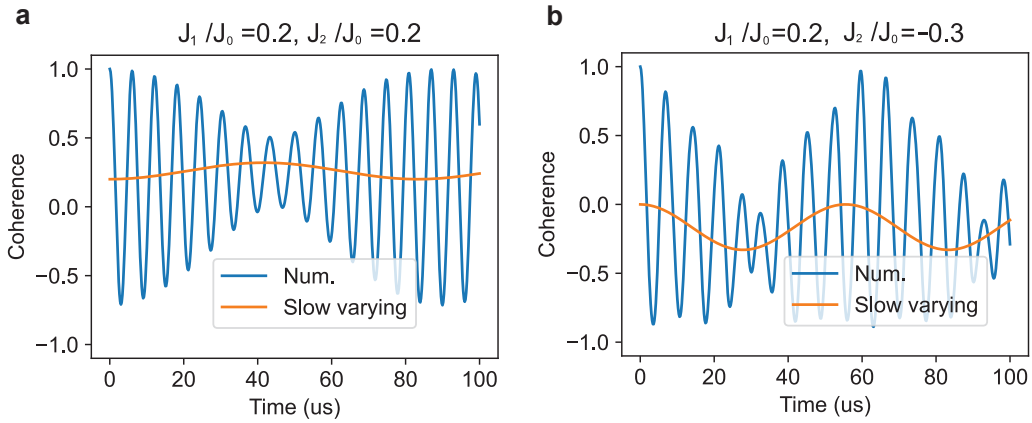 a
J₁ /J₀ =0.2, J₂ /J₀ =0.2
1.0
0.5
0.0
−0.5
−1.0
Coherence
Num.
Slow varying
0
20
40
60
80
100
Time (us)
b
J₁ /J₀=0.2, J₂ /J₀=−0.3
1.0
0.5
0.0
−0.5
−1.0
Coherence
Num.
Slow varying
0
20
40
60
80
100
Time (us)